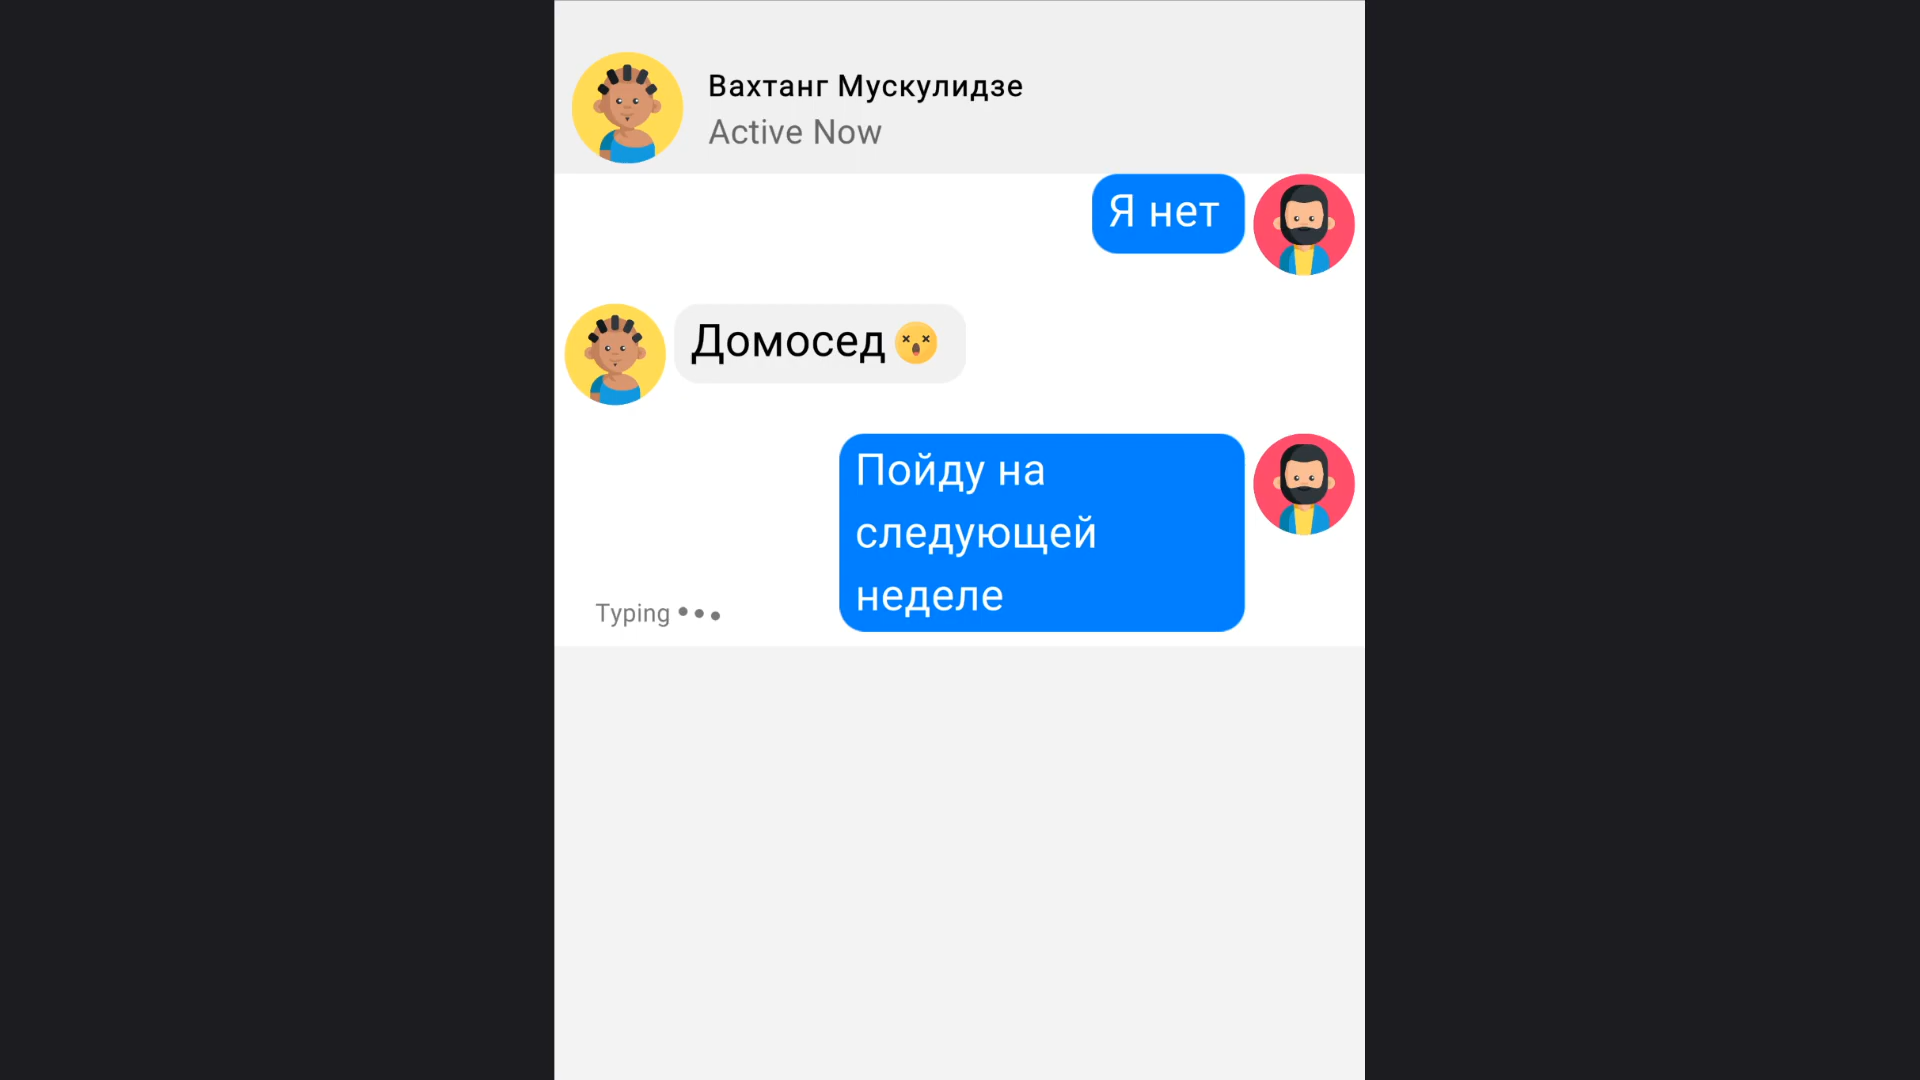 Вахтанг Мускулидзе
Active Now
Я нет
Домосед
Пойду на
следующей
неделе
Typing